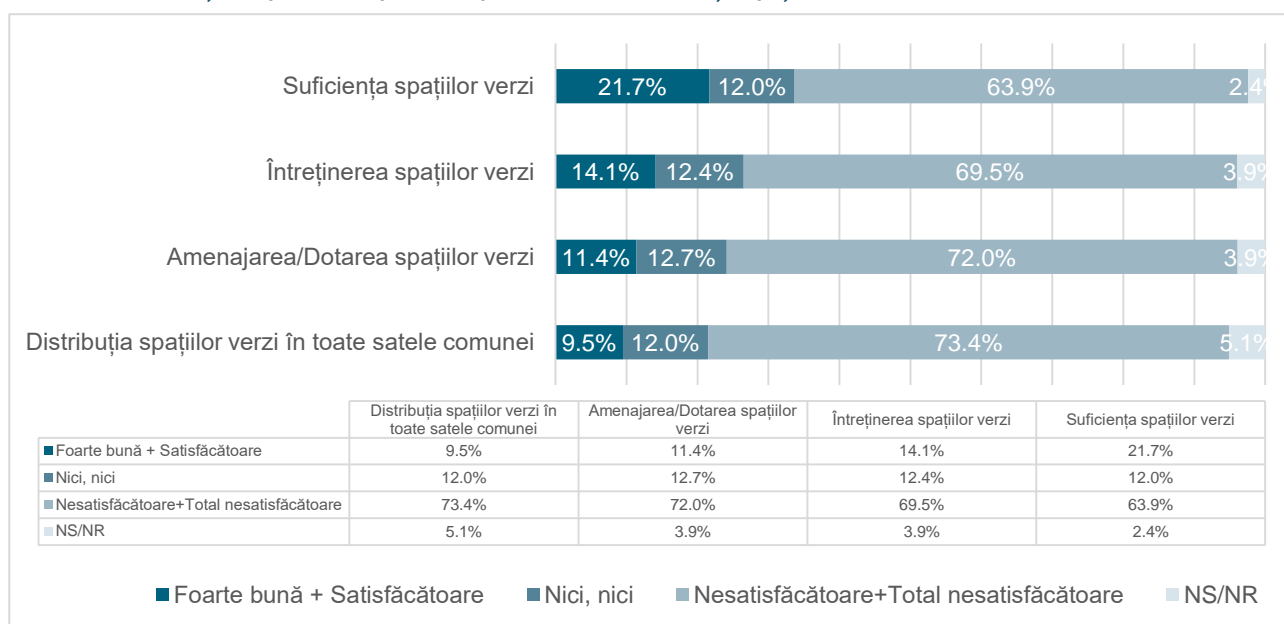 Suficiența spațiilor verzi 21.7% 12.0% 63.9% 2.4%
Întreținerea spațiilor verzi 14.1% 12.4% 69.5% 3.9%
Amenajarea/Dotarea spațiilor verzi 11.4% 12.7% 72.0% 3.9%
Distribuția spațiilor verzi în toate satele comunei 9.5% 12.0% 73.4% 5.1%
Distribuția spațiilor verzi în toate satele comunei Amenajarea/Dotarea spațiilor verzi Întreținerea spațiilor verzi Suficiența spațiilor verzi
Foarte bună + Satisfăcătoare 9.5% 11.4% 14.1% 21.7%
Nici, nici 12.0% 12.7% 12.4% 12.0%
Nesatisfăcătoare+Total nesatisfăcătoare 73.4% 72.0% 69.5% 63.9%
NS/NR 5.1% 3.9% 3.9% 2.4%
Foarte bună + Satisfăcătoare Nici, nici Nesatisfăcătoare+Total nesatisfăcătoare NS/NR